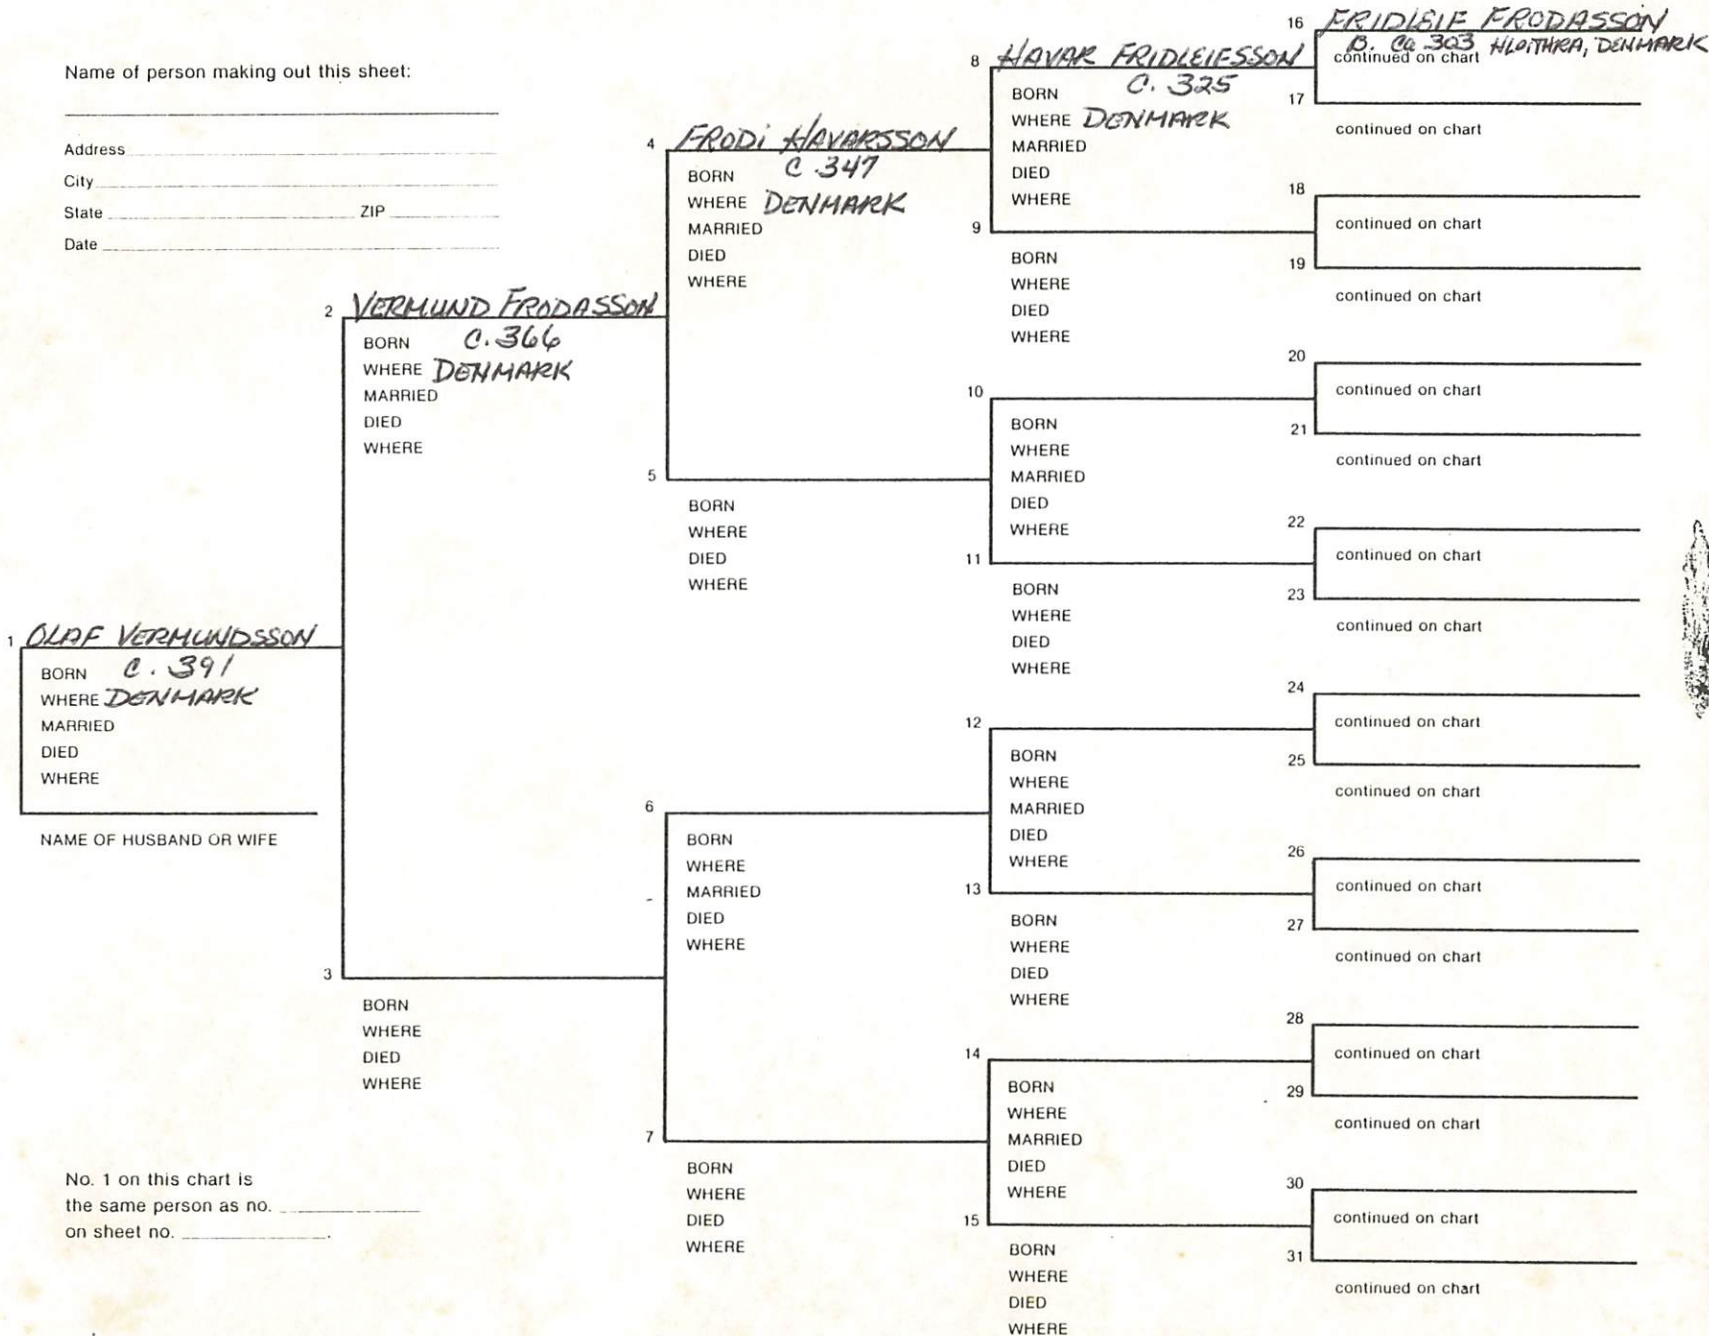 Name of person making out this sheet:
Address
City
State ZIP
Date
1 OLAF VERMUNDSSON
BORN C. 391
WHERE DENMARK
MARRIED
DIED
WHERE
NAME OF HUSBAND OR WIFE
No. 1 on this chart is
the same person as no.
on sheet no. .
2 VERMUND FRODASSON
BORN C. 366
WHERE DENMARK
MARRIED
DIED
WHERE
3
BORN
WHERE
DIED
WHERE
4 FRODI HAVARSSON
BORN C 347
WHERE DENMARK
MARRIED
DIED
WHERE
5
BORN
WHERE
DIED
WHERE
6
BORN
WHERE
MARRIED
DIED
WHERE
7
BORN
WHERE
DIED
WHERE
8 HAVAR FRIDLEIFSSON
BORN C. 325
WHERE DENMARK
MARRIED
DIED
WHERE
9
BORN
WHERE
DIED
WHERE
10
BORN
WHERE
MARRIED
DIED
WHERE
11
BORN
WHERE
DIED
WHERE
12
BORN
WHERE
MARRIED
DIED
WHERE
13
BORN
WHERE
DIED
WHERE
14
BORN
WHERE
MARRIED
DIED
WHERE
15
BORN
WHERE
DIED
WHERE
16 FRIDLEIF FRODASSON
B. Ca 303 HLOITHRA, DENMARK
continued on chart
17
continued on chart
18
continued on chart
19
continued on chart
20
continued on chart
21
continued on chart
22
continued on chart
23
continued on chart
24
continued on chart
25
continued on chart
26
continued on chart
27
continued on chart
28
continued on chart
29
continued on chart
30
continued on chart
31
continued on chart